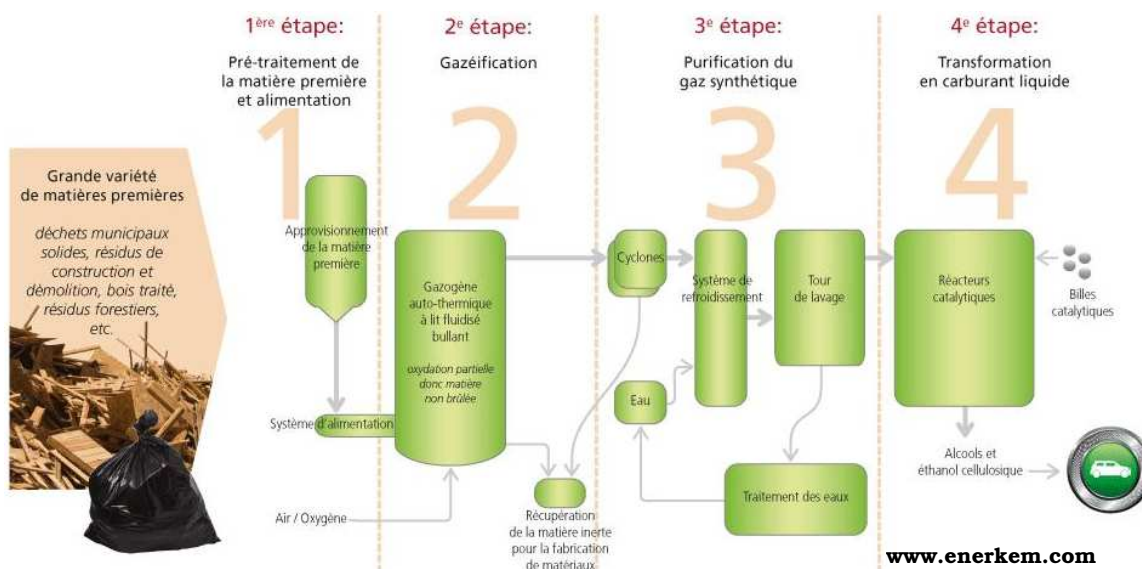 1ère étape:
Pré-traitement de
la matière première
et alimentation
2e étape:
Gazéification
3e étape:
Purification du
gaz synthétique
4e étape:
Transformation
en carburant liquide
1
2
3
4
Grande variété
de matières premières
déchets municipaux
solides, résidus de
construction et
démolition, bois traité,
résidus forestiers,
etc.
Approvisionnement
de la matière
première
Système d'alimentation
Air / Oxygène
Gazogène
auto-thermique
à lit fluidisé
bullant
oxydation partielle
donc matière
non brûlée
Récupération
de la matière inerte
pour la fabrication
de matériaux
Cyclones
Système de
refroidissement
Tour
de lavage
Eau
Traitement des eaux
Réacteurs
catalytiques
Billes
catalytiques
Alcools et
éthanol cellulosique
www.enerkem.com